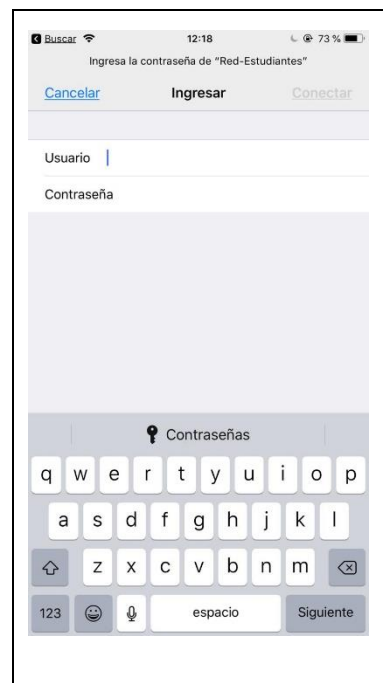 Buscar 12:18 73 %
Ingresa la contraseña de “Red-Estudiantes”
Cancelar Ingresar Conectar
Usuario
Contraseña
Contraseñas
q w e r t y u i o p
a s d f g h j k l
z x c v b n m
123 espacio Siguiente